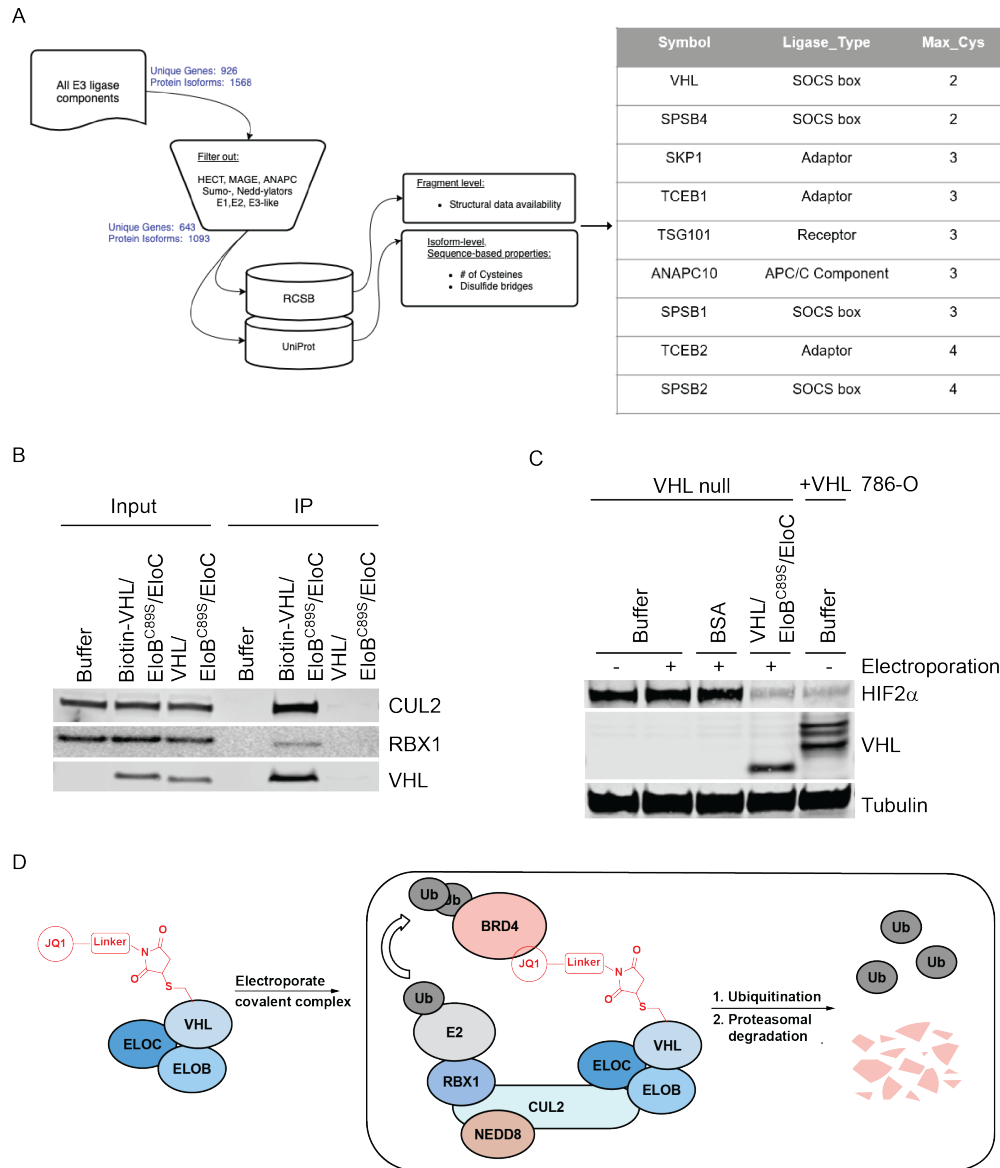 A
All E3 ligase
components
Unique Genes: 926
Protein Isoforms: 1568
Filter out:
HECT, MAGE, ANAPC
Sumo-, Nedd-ylators
E1,E2, E3-like
Unique Genes: 643
Protein Isoforms: 1093
RCSB
UniProt
Fragment level:
• Structural data availability
Isoform-level,
Sequence-based properties:
• # of Cysteines
• Disulfide bridges
Symbol Ligase_Type Max_Cys
VHL SOCS box 2
SPSB4 SOCS box 2
SKP1 Adaptor 3
TCEB1 Adaptor 3
TSG101 Receptor 3
ANAPC10 APC/C Component 3
SPSB1 SOCS box 3
TCEB2 Adaptor 4
SPSB2 SOCS box 4
B
Input IP
Buffer
Biotin-VHL/
EloBC89S/EloC
VHL/
EloBC89S/EloC
Buffer
Biotin-VHL/
EloBC89S/EloC
VHL/
EloBC89S/EloC
CUL2
RBX1
VHL
C
VHL null +VHL 786-O
Buffer
BSA
VHL/
EloBC89S/EloC
Buffer
- + + + - Electroporation
HIF2α
VHL
Tubulin
D
JQ1 Linker N O O S
VHL
ELOC
ELOB
Electroporate
covalent complex
Ub Ub
BRD4
JQ1 Linker N O O S
Ub
E2
RBX1
CUL2
NEDD8
VHL
ELOC
ELOB
1. Ubiquitination
2. Proteasomal
degradation
Ub
Ub
Ub